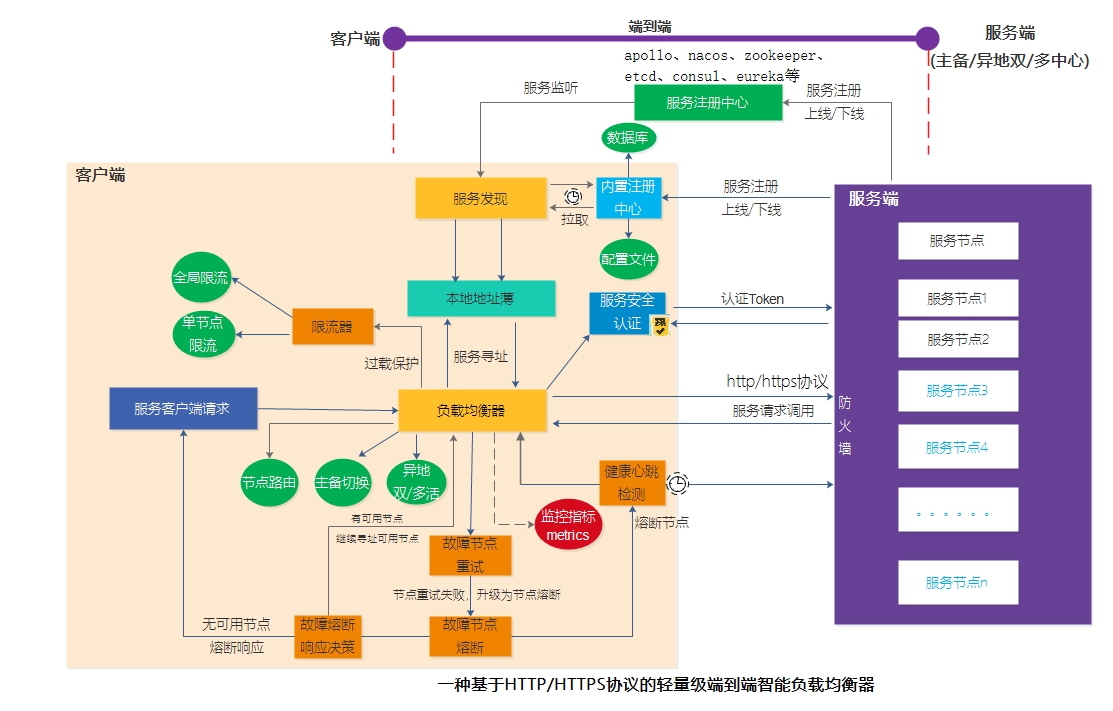 端到端
客户端
服务端
(主备/异地双/多中心)
apollo、nacos、zookeeper、
etcd、consul、eureka等
服务监听
服务注册中心
服务注册
上线/下线
数据库
客户端
服务发现
拉取
内置注册
中心
服务注册
上线/下线
服务端
配置文件
服务节点
全局限流
单节点
限流
限流器
本地地址薄
服务安全
认证
认证Token
服务节点1
服务节点2
过载保护
服务寻址
服务客户端请求
负载均衡器
http/https协议
服务请求调用
防
火
墙
服务节点3
服务节点4
节点路由
主备切换
异地
双/多活
健康心跳
检测
熔断节点
监控指标
metrics
。。。。。。
有可用节点
继续寻址可用节点
故障节点
重试
节点重试失败，升级为节点熔断
服务节点n
无可用节点
熔断响应
故障熔断
响应决策
故障节点
熔断
一种基于HTTP/HTTPS协议的轻量级端到端智能负载均衡器